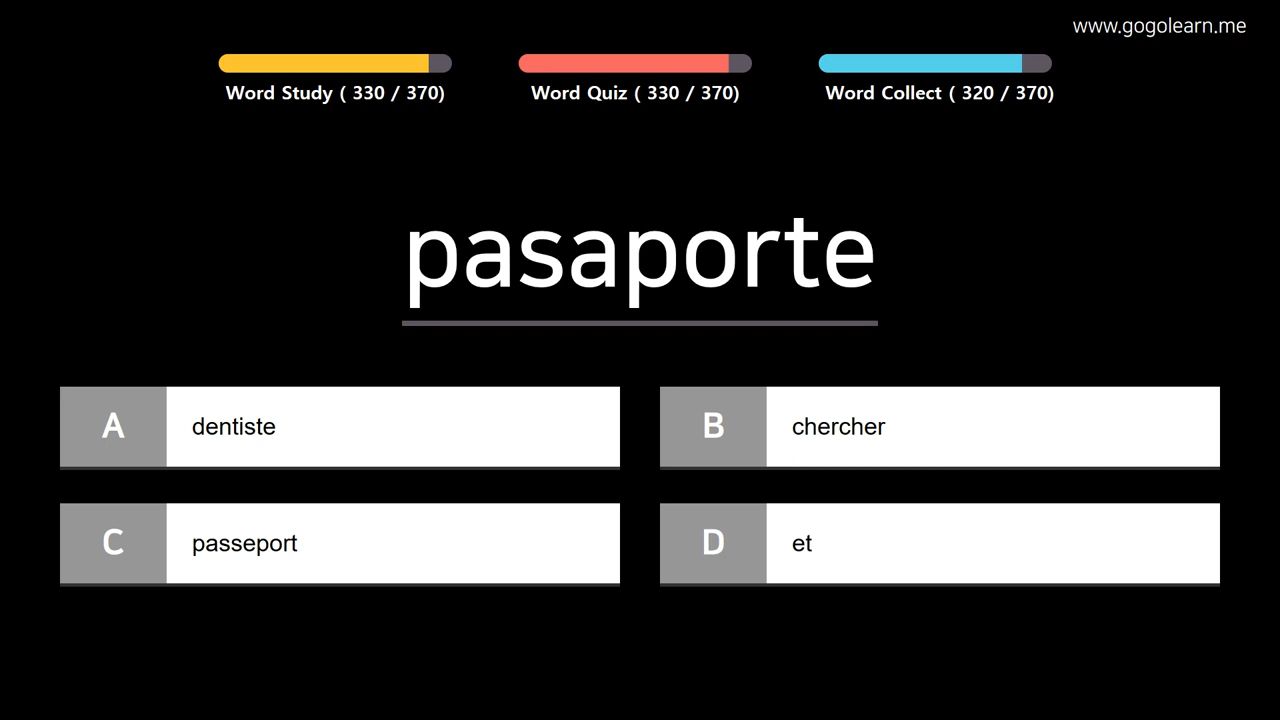 www.gogolearn.me
Word Study ( 330 / 370)
Word Quiz ( 330 / 370)
Word Collect ( 320 / 370)
pasaporte
A dentiste
B chercher
C passeport
D et